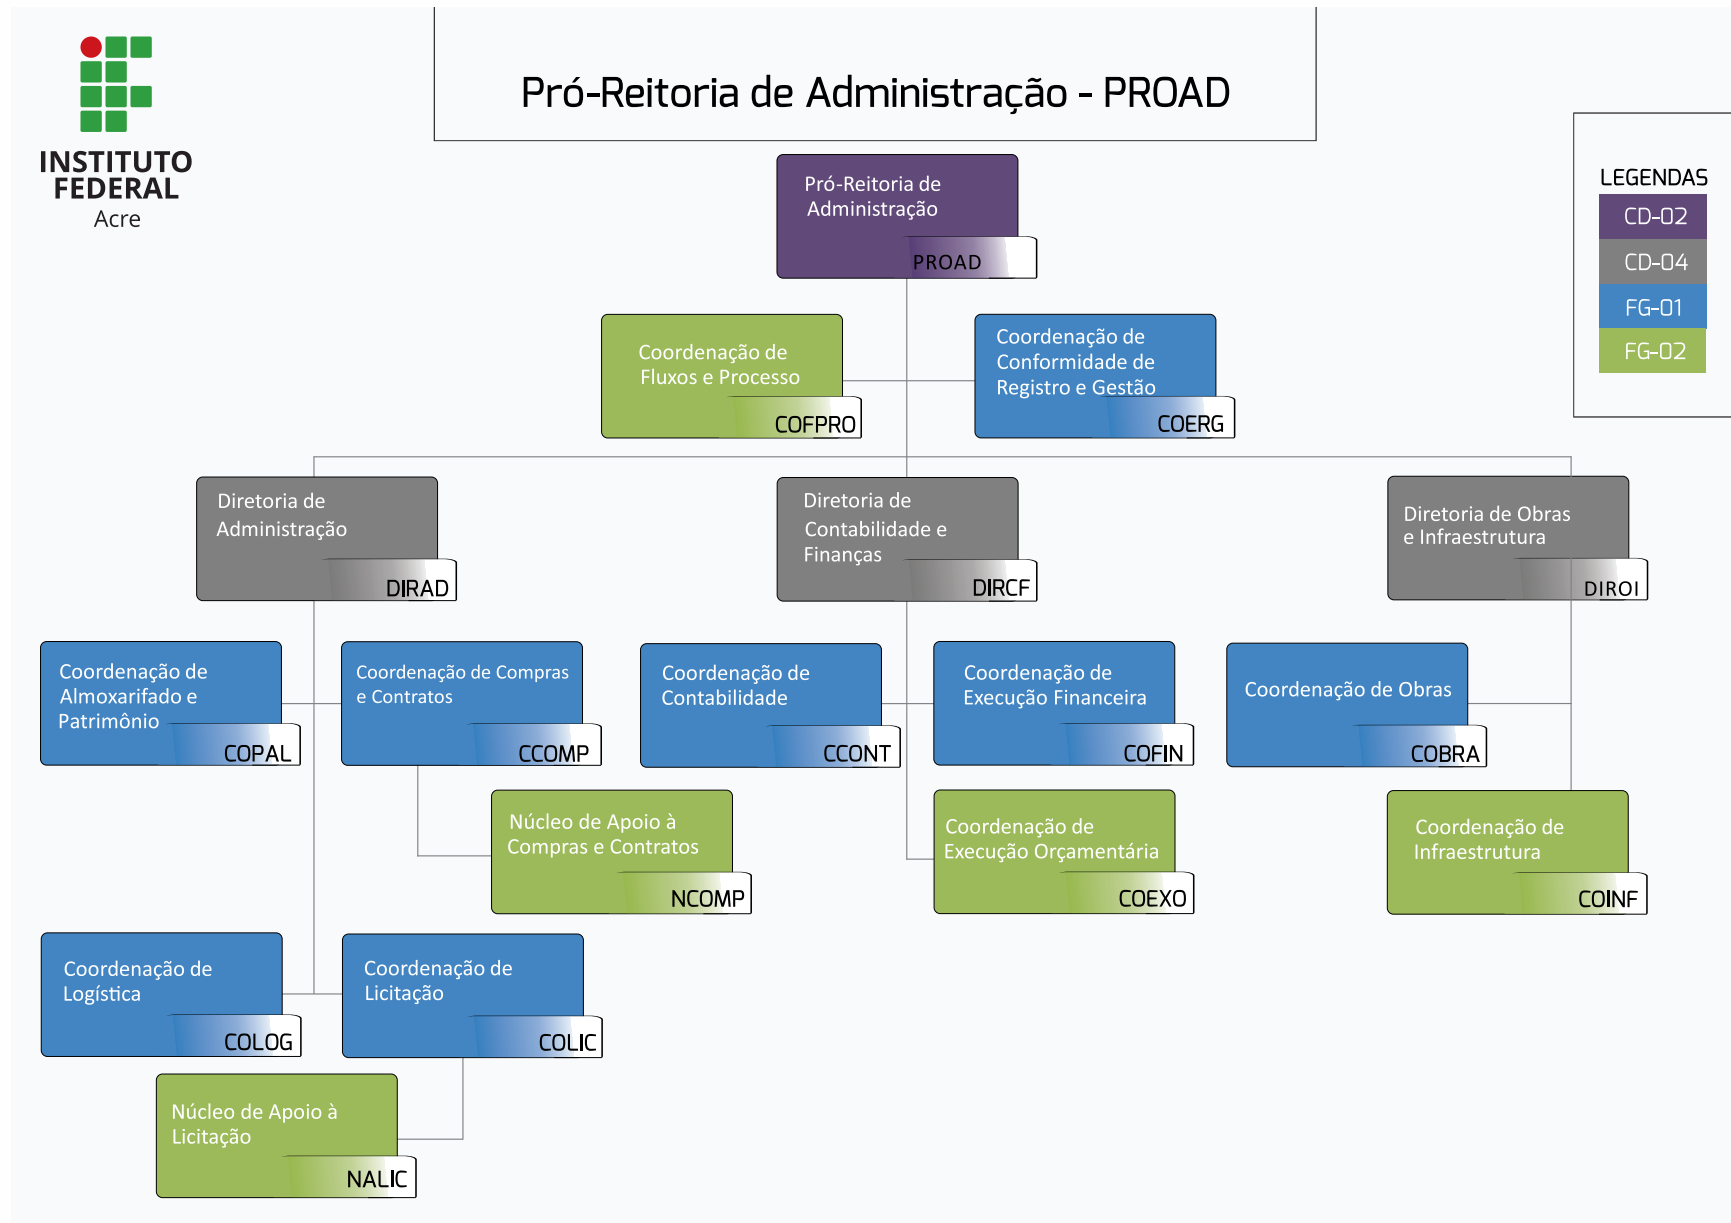 INSTITUTO
FEDERAL
Acre
Pró-Reitoria de Administração - PROAD
LEGENDAS
CD-02
CD-04
FG-01
FG-02
Pró-Reitoria de
Administração
PROAD
Coordenação de
Fluxos e Processo
COFPRO
Coordenação de
Conformidade de
Registro e Gestão
COERG
Diretoria de
Administração
DIRAD
Diretoria de
Contabilidade e
Finanças
DIRCF
Diretoria de Obras
e Infraestrutura
DIROI
Coordenação de
Almoxarifado e
Patrimônio
COPAL
Coordenação de Compras
e Contratos
CCOMP
Coordenação de
Contabilidade
CCONT
Coordenação de
Execução Financeira
COFIN
Coordenação de Obras
COBRA
Núcleo de Apoio à
Compras e Contratos
NCOMP
Coordenação de
Execução Orçamentária
COEXO
Coordenação de
Infraestrutura
COINF
Coordenação de
Logística
COLOG
Coordenação de
Licitação
COLIC
Núcleo de Apoio à
Licitação
NALIC